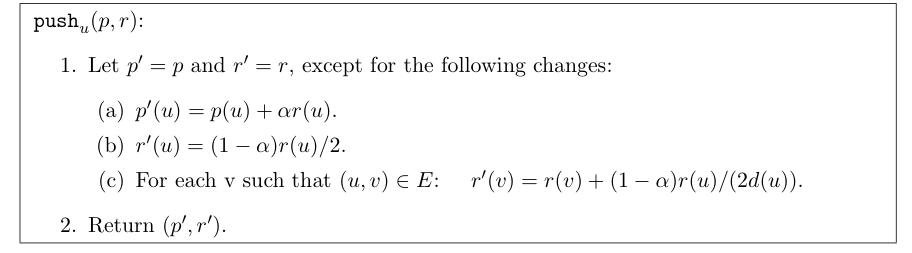 push_u(p, r):
1. Let p′ = p and r′ = r, except for the following changes:
(a) p′(u) = p(u) + αr(u).
(b) r′(u) = (1 − α)r(u)/2.
(c) For each v such that (u, v) ∈ E: r′(v) = r(v) + (1 − α)r(u)/(2d(u)).
2. Return (p′, r′).